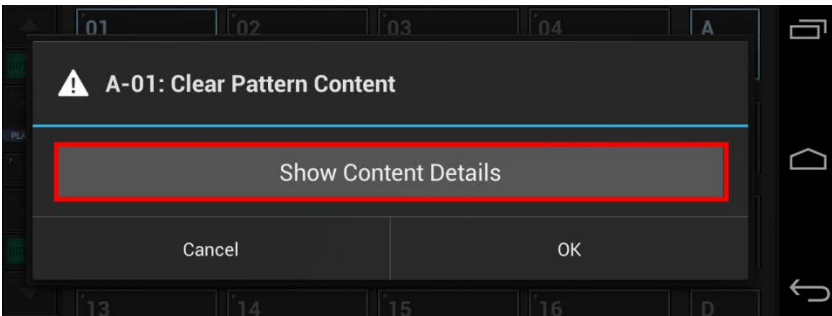 01 02 03 04 A
A-01: Clear Pattern Content
Show Content Details
Cancel OK
13 14 15 16 D